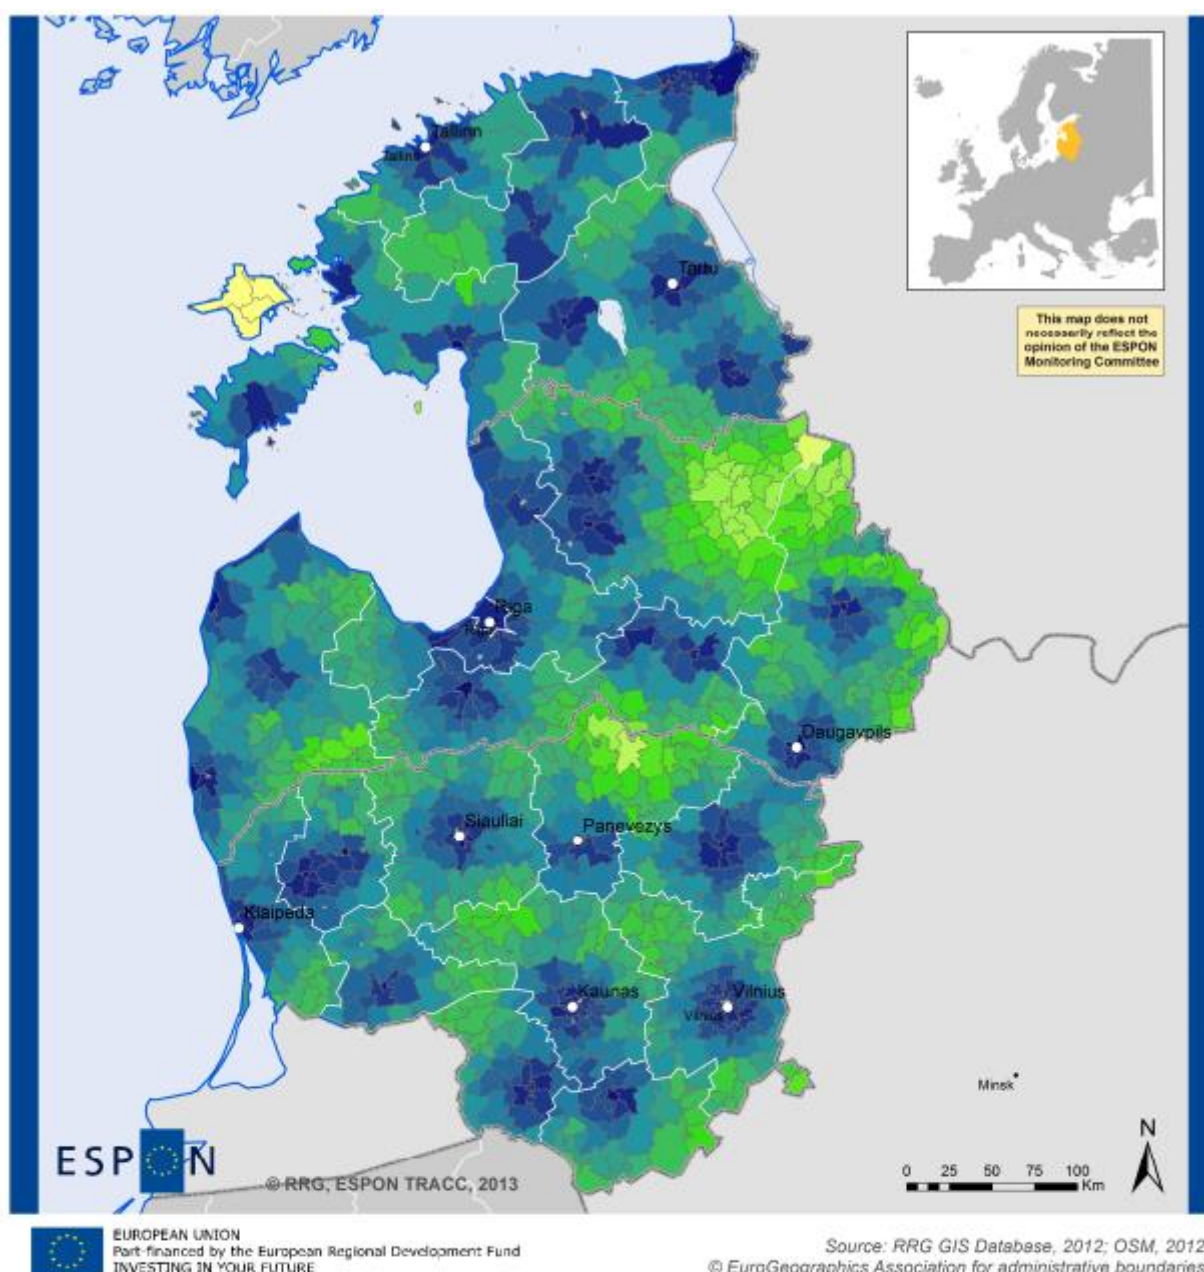 Tallinn
Tallinn
Tartu
This map does not
necessarily reflect the
opinion of the ESPON
Monitoring Committee
Riga
Riga
Daugavpils
Siauliai
Panevezys
Klaipeda
Kaunas
Vilnius
Vilnius
Minsk
N
ESPON
© RRG, ESPON TRACC, 2013
0 25 50 75 100
Km
EUROPEAN UNION
Part-financed by the European Regional Development Fund
INVESTING IN YOUR FUTURE
Source: RRG GIS Database, 2012; OSM, 2012
© EuroGeographics Association for administrative boundaries